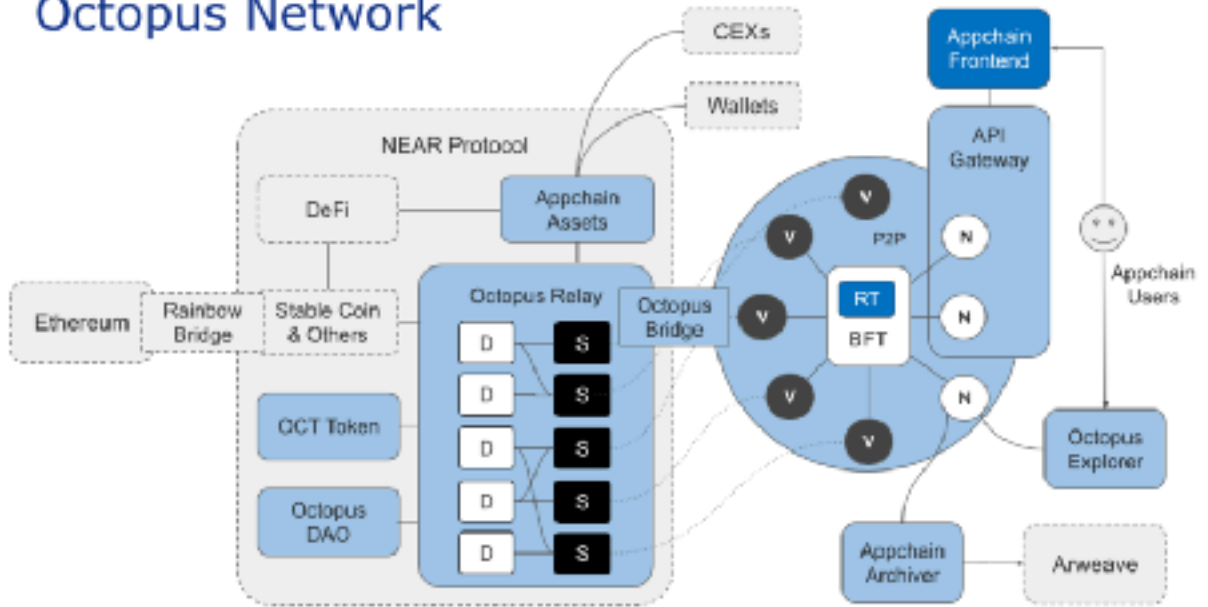 Octopus Network
CEXs
Wallets
NEAR Protocol
DeFi
Appchain
Assets
Ethereum
Rainbow
Bridge
Stable Coin
& Others
OCT Token
Octopus
DAO
Octopus Relay
D S
D S
D S
D S
D S
Octopus
Bridge
Appchain
Frontend
API
Gateway
V
V
P2P
N
V
RT
BFT
N
V
N
V
Appchain
Users
Octopus
Explorer
Appchain
Archiver
Arweave